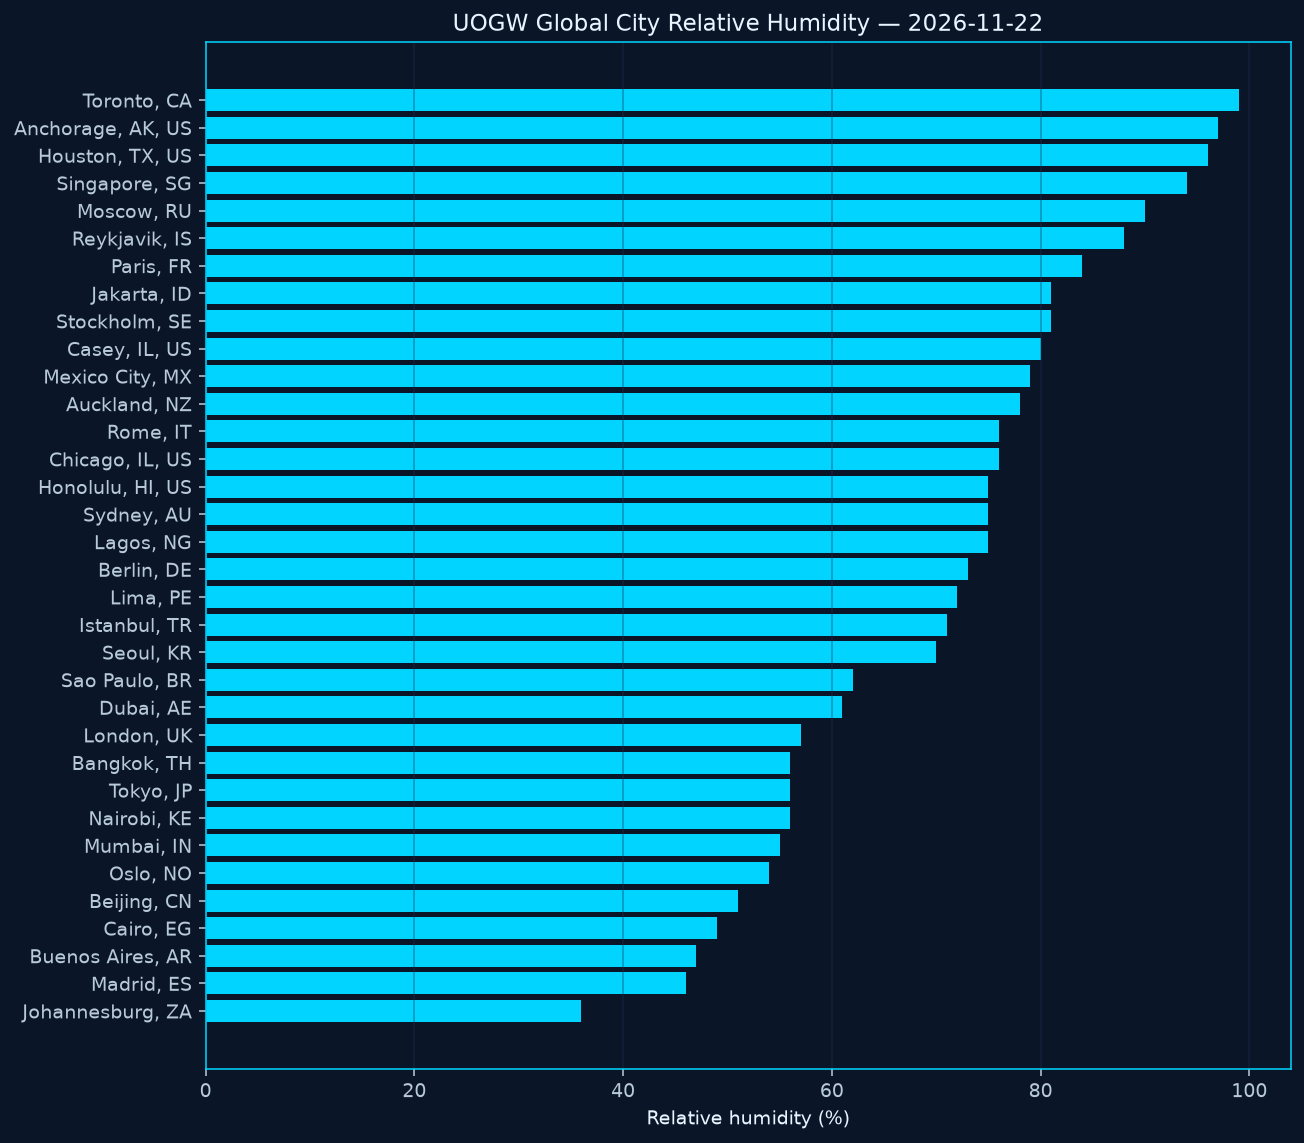 UOGW Global City Relative Humidity — 2026-11-22
Toronto, CA
Anchorage, AK, US
Houston, TX, US
Singapore, SG
Moscow, RU
Reykjavik, IS
Paris, FR
Jakarta, ID
Stockholm, SE
Casey, IL, US
Mexico City, MX
Auckland, NZ
Rome, IT
Chicago, IL, US
Honolulu, HI, US
Sydney, AU
Lagos, NG
Berlin, DE
Lima, PE
Istanbul, TR
Seoul, KR
Sao Paulo, BR
Dubai, AE
London, UK
Bangkok, TH
Tokyo, JP
Nairobi, KE
Mumbai, IN
Oslo, NO
Beijing, CN
Cairo, EG
Buenos Aires, AR
Madrid, ES
Johannesburg, ZA
0 20 40 60 80 100
Relative humidity (%)